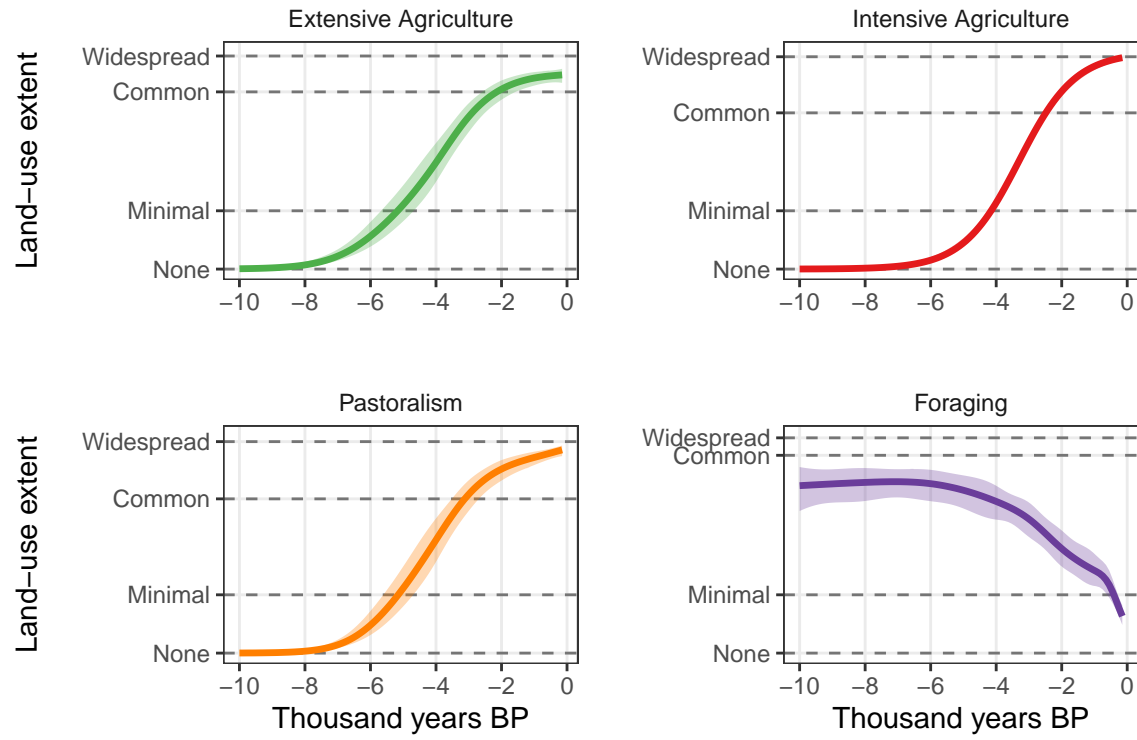 Extensive Agriculture
Intensive Agriculture
Land−use extent
Widespread
Common
Minimal
None
−10 −8 −6 −4 −2 0
Widespread
Common
Minimal
None
−10 −8 −6 −4 −2 0
Pastoralism
Foraging
Land−use extent
Widespread
Common
Minimal
None
−10 −8 −6 −4 −2 0
Thousand years BP
Widespread
Common
Minimal
None
−10 −8 −6 −4 −2 0
Thousand years BP